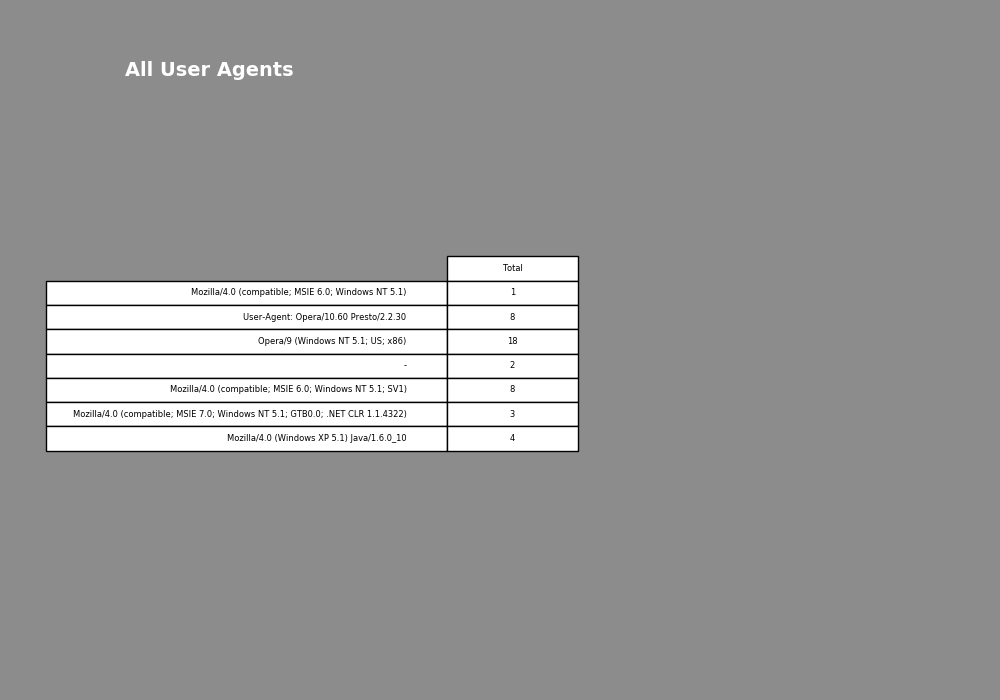 All User Agents
Total
Mozilla/4.0 (compatible; MSIE 6.0; Windows NT 5.1) 1
User-Agent: Opera/10.60 Presto/2.2.30 8
Opera/9 (Windows NT 5.1; US; x86) 18
- 2
Mozilla/4.0 (compatible; MSIE 6.0; Windows NT 5.1; SV1) 8
Mozilla/4.0 (compatible; MSIE 7.0; Windows NT 5.1; GTB0.0; .NET CLR 1.1.4322) 3
Mozilla/4.0 (Windows XP 5.1) Java/1.6.0_10 4